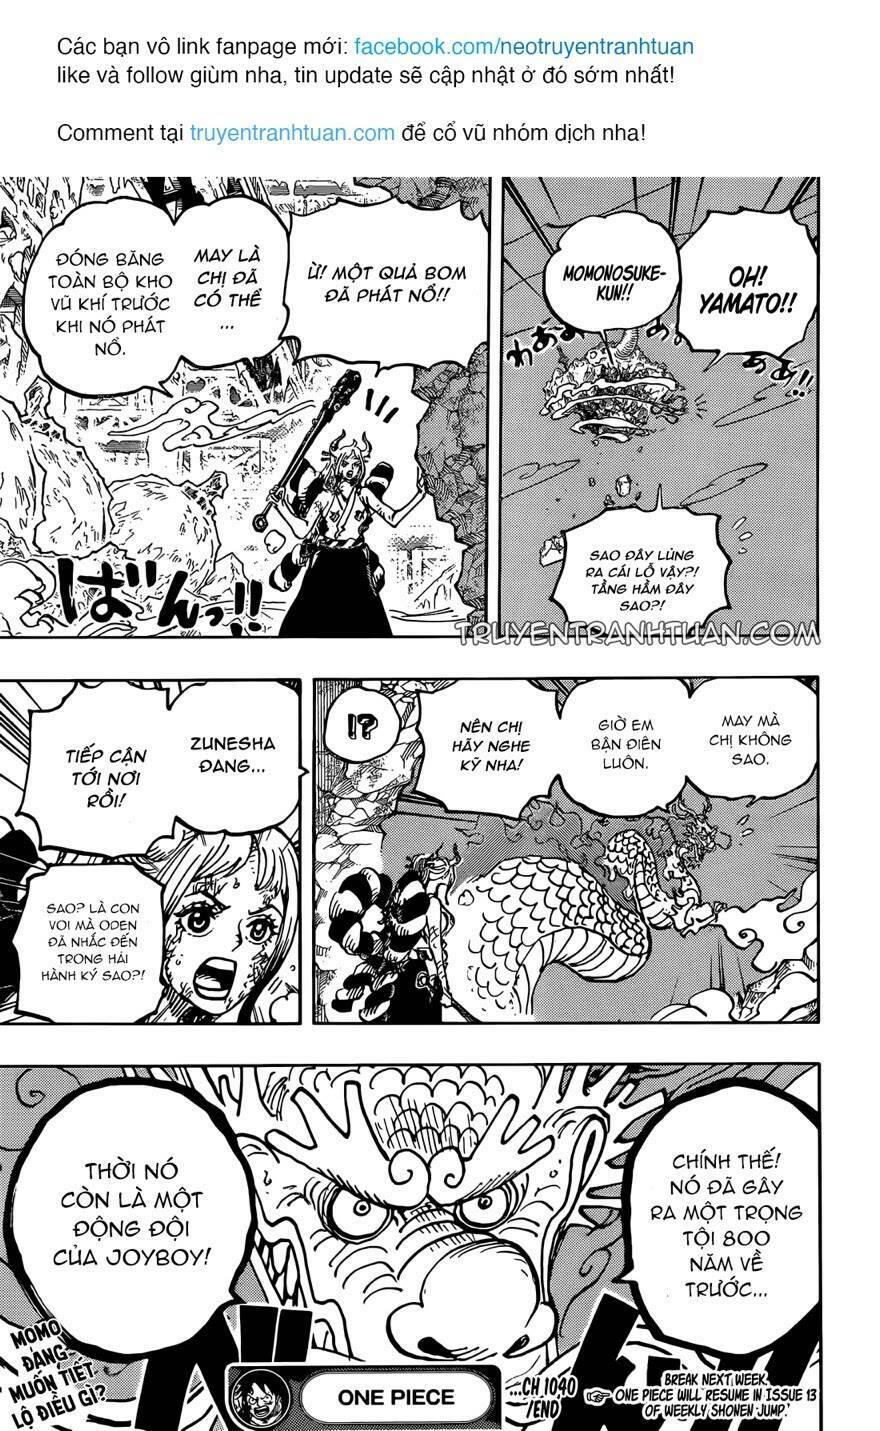 Các bạn vô link fanpage mới: facebook.com/neotruyentranhtuan
like và follow giùm nha, tin update sẽ cập nhật ở đó sớm nhất!
Comment tại truyentranhtuan.com để cổ vũ nhóm dịch nha!
OH!
YAMATO!!
MOMONOSUKE-
KUN!!
わああぁ
あぁ!!
SAO ĐÂY LỦNG
RA CÁI LỖ VẬY?!
TẦNG HẦM ĐÂY
SAO?!
Ừ! MỘT QUẢ BOM
ĐÃ PHÁT NỔ!!
MAY LÀ
CHỊ ĐÃ
CÓ THỂ
...
ĐÓNG BĂNG
TOÀN BỘ KHO
VŨ KHÍ TRƯỚC
KHI NÓ PHÁT
NỔ.
ばんっ!!
TRUYENTRANHTUAN.COM
MAY MÀ
CHỊ KHÔNG
SAO.
GIỜ EM
BẬN ĐIÊN
LUÔN.
NÊN CHỊ
HÃY NGHE
KỸ NHA!
!?
ZUNESHA
ĐANG...
TIẾP CẬN
TỚI NƠI
RỒI!
SAO? LÀ CON
VOI MÀ ODEN
ĐÃ NHẮC ĐẾN
TRONG HẢI
HÀNH KÝ SAO?!
CHÍNH THẾ!
NÓ ĐÃ GÂY
RA MỘT TRỌNG
TỘI 800
NĂM VỀ
TRƯỚC...
THỜI NÓ
CÒN LÀ MỘT
ĐỘNG ĐỘI
CỦA JOYBOY!
MOMO
ĐANG
MUỐN TIẾT
LỘ ĐIỀU GÌ?
ONE PIECE
...CH 1040
/END
BREAK NEXT WEEK.
☞ ONE PIECE WILL RESUME IN ISSUE 13
OF WEEKLY SHONEN JUMP.